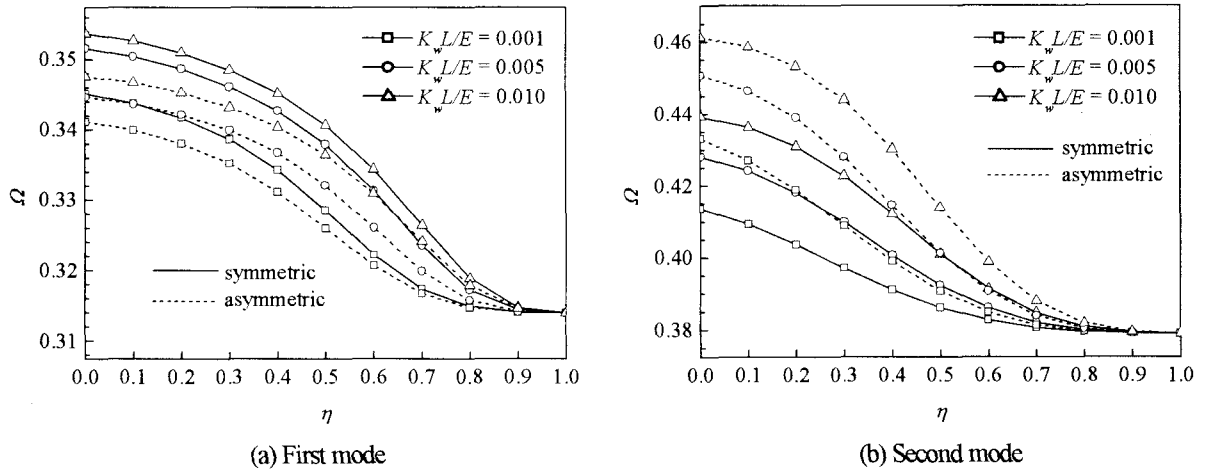 0.35
0.34
0.33
0.32
0.31
Ω
K_wL/E = 0.001
K_wL/E = 0.005
K_wL/E = 0.010
symmetric
asymmetric
0.0 0.1 0.2 0.3 0.4 0.5 0.6 0.7 0.8 0.9 1.0
η
(a) First mode
0.46
0.44
0.42
0.40
0.38
Ω
K_wL/E = 0.001
K_wL/E = 0.005
K_wL/E = 0.010
symmetric
asymmetric
0.0 0.1 0.2 0.3 0.4 0.5 0.6 0.7 0.8 0.9 1.0
η
(b) Second mode